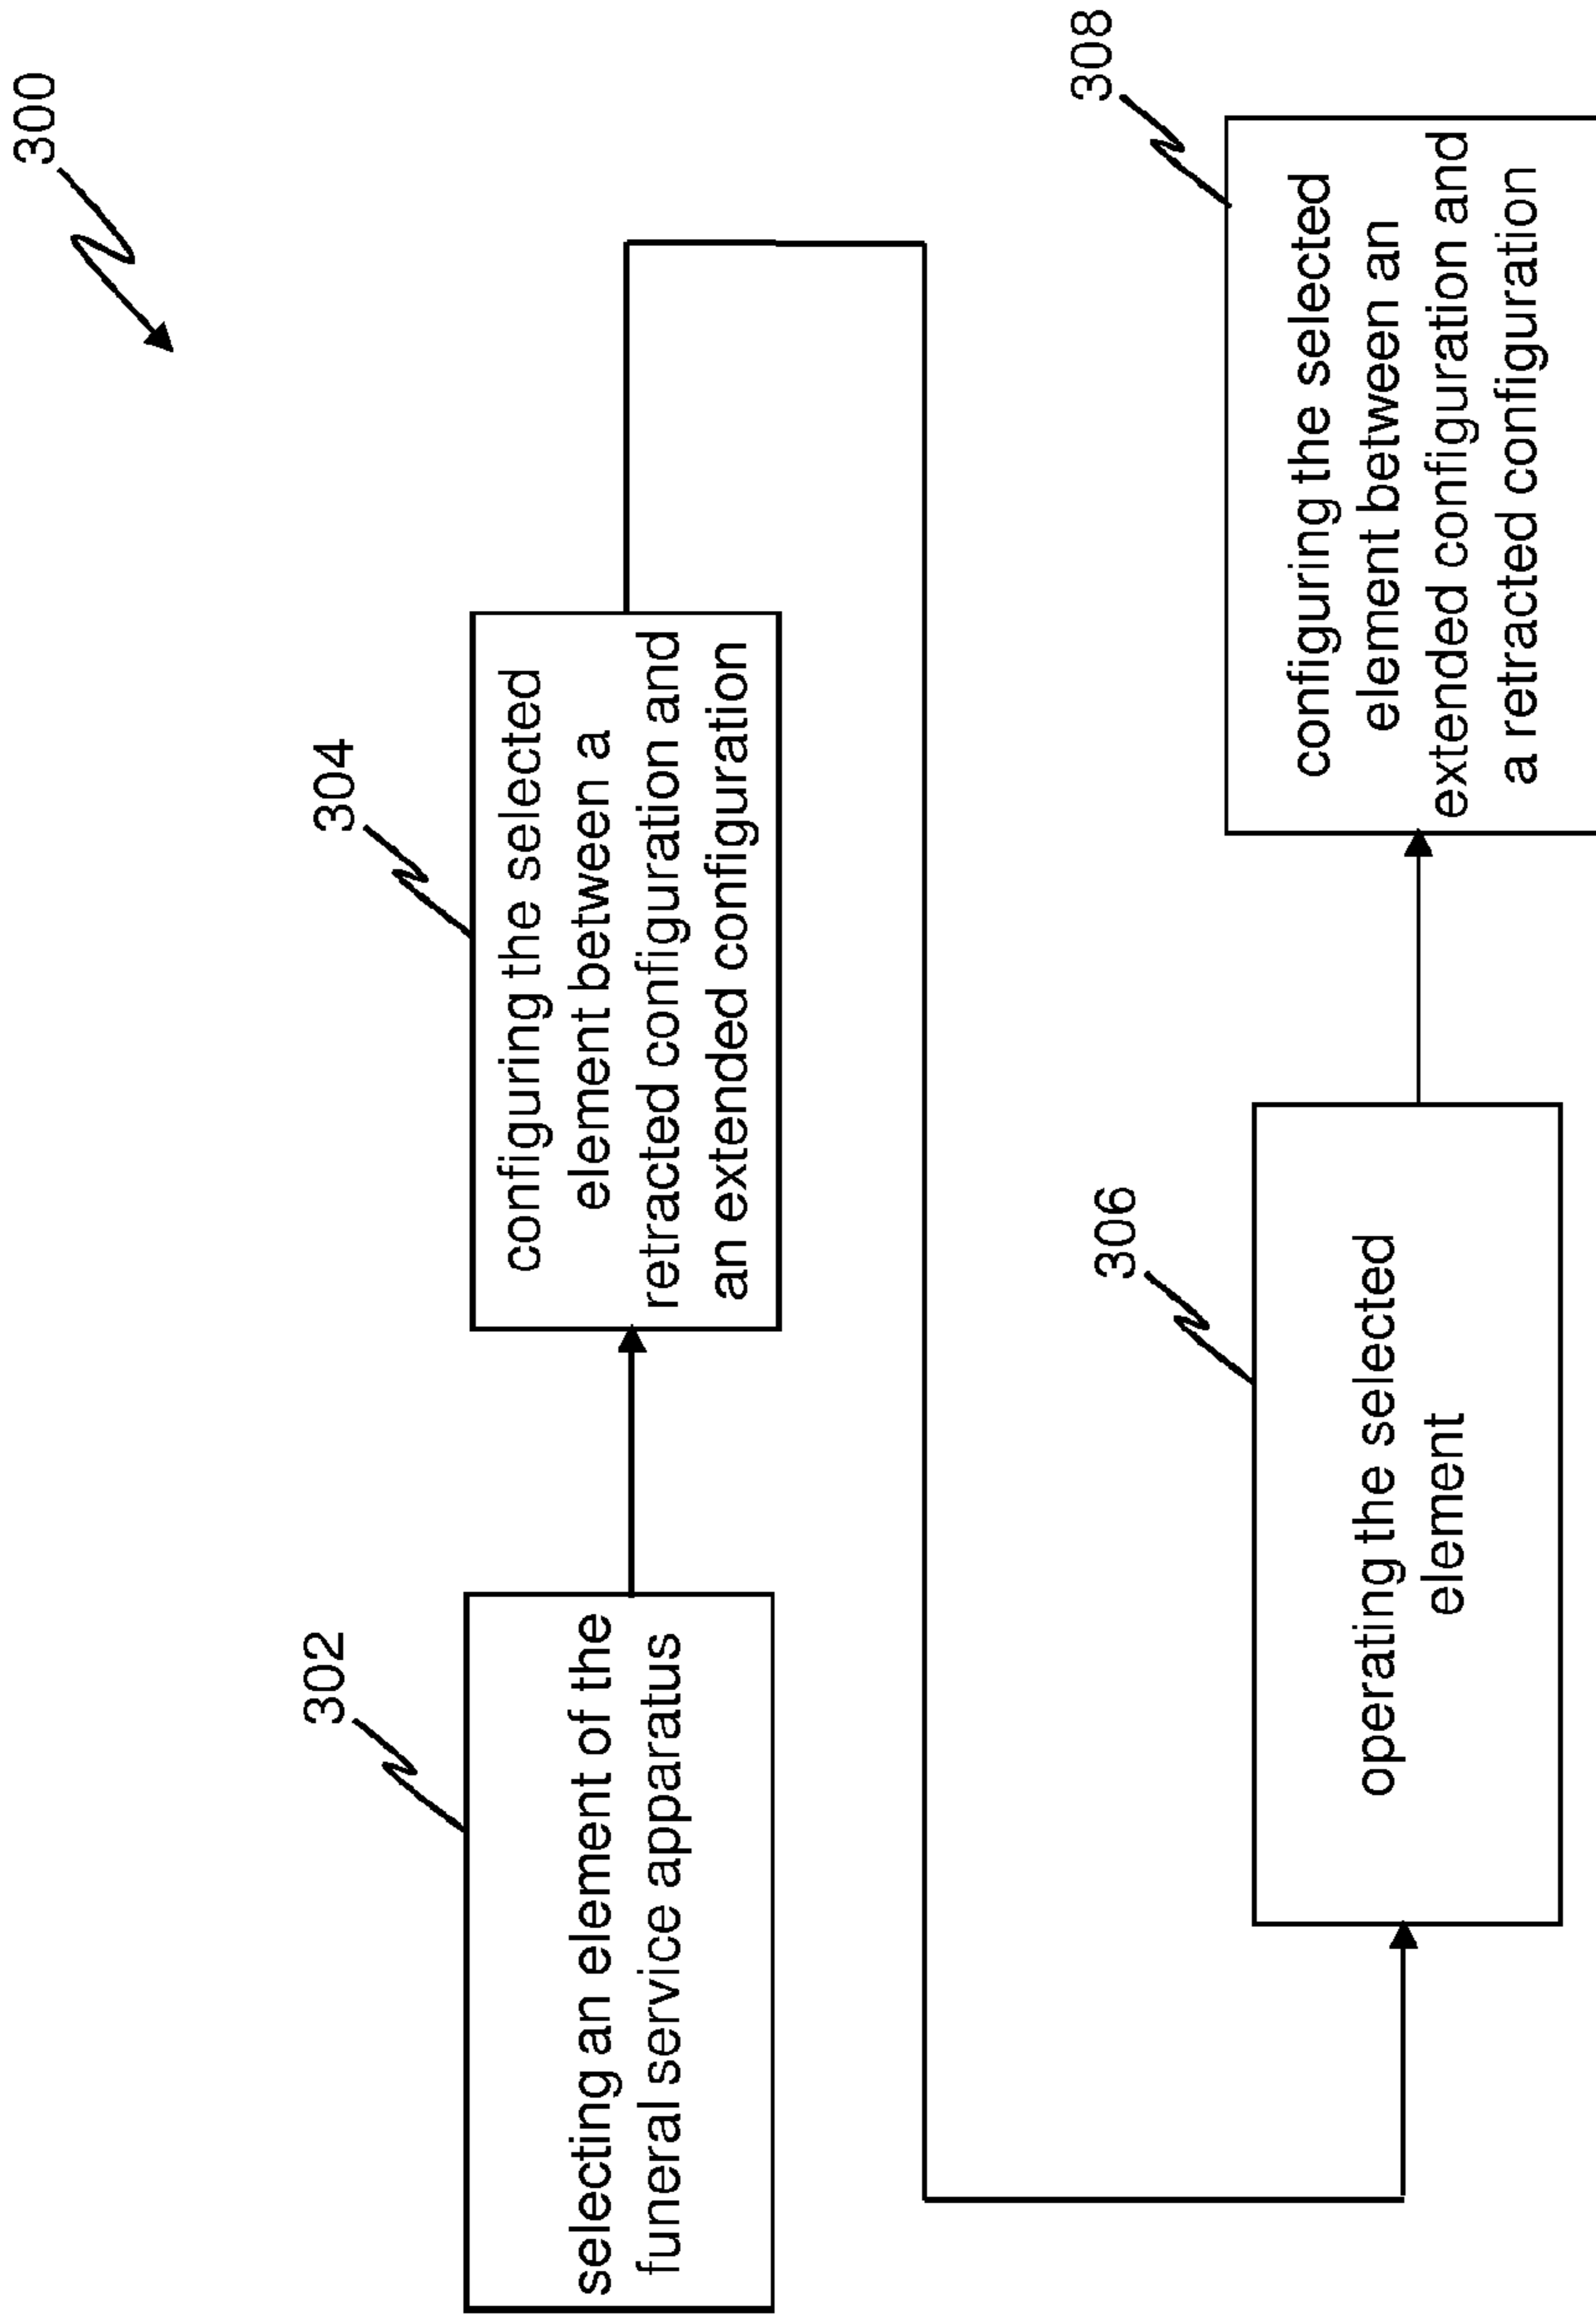 300
302
selecting an element of the
funeral service apparatus
304
configuring the selected
element between a
retracted configuration and
an extended configuration
306
operating the selected
element
308
configuring the selected
element between an
extended configuration and
a retracted configuration